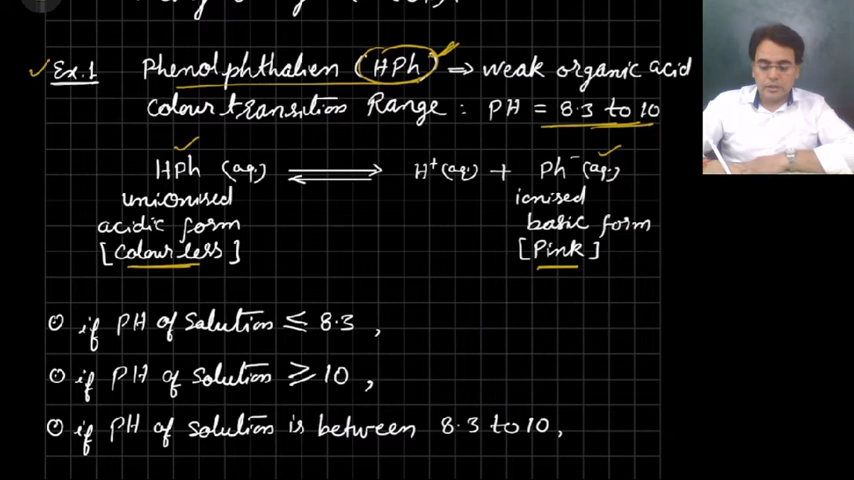 Ex.1 Phenolphthalien (HPh) ⇒ weak organic acid
Colour transition Range : PH = 8.3 to 10
HPh (aq.) ⇌ H⁺(aq.) + Ph⁻(aq.)
unionised ionised
acidic form basic form
[Colourless] [Pink]
if PH of Solution ≤ 8.3 ,
if PH of solution ≥ 10 ,
if PH of solution is between 8.3 to 10 ,